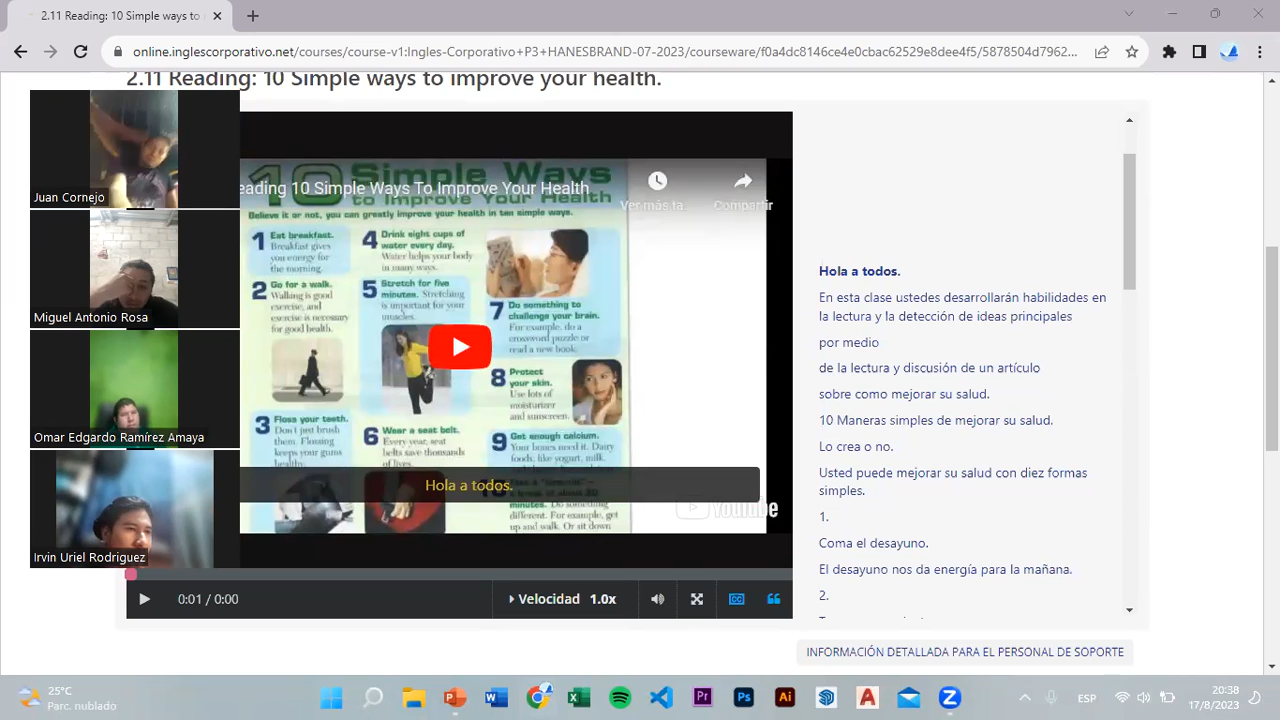 2.11 Reading: 10 Simple ways to
online.inglescorporativo.net/courses/course-v1:Ingles-Corporativo+P3+HANESBRAND-07-2023/courseware/f0a4dc8146ce4e0cbac62529e8dee4f5/5878504d7962...
2.11 Reading: 10 Simple ways to improve your health.
Juan Cornejo
Miguel Antonio Rosa
Omar Edgardo Ramírez Amaya
Irvin Uriel Rodriguez
eading 10 Simple Ways To Improve Your Health
Ver más ta
Compartir
10 Simple Ways
to Improve Your Health
Believe it or not, you can greatly improve your health in ten simple ways.
1 Eat breakfast.
Breakfast gives
you energy for
the morning.
2 Go for a walk.
Walking is good
exercise, and
exercise is necessary
for good health.
3 Floss your teeth.
Don't just brush
them. Flossing
keeps your gums
healthy.
4 Drink eight cups of
water every day.
Water helps your body
in many ways.
5 Stretch for five
minutes. Stretching
is important for your
muscles.
6 Wear a seat belt.
Every year, seat
belts save thousands
of lives.
7 Do something to
challenge your brain.
For example, do a
crossword puzzle or
read a new book.
8 Protect
your skin.
Use lots of
moisturizer
and sunscreen.
9 Get enough calcium.
Your bones need it. Dairy
foods, like yogurt, milk,
minutes. Do something
different. For example, get
up and walk. Or sit down
Hola a todos.
YouTube
0:01 / 0:00
Velocidad 1.0x
Hola a todos.
En esta clase ustedes desarrollarán habilidades en
la lectura y la detección de ideas principales
por medio
de la lectura y discusión de un artículo
sobre como mejorar su salud.
10 Maneras simples de mejorar su salud.
Lo crea o no.
Usted puede mejorar su salud con diez formas
simples.
1.
Coma el desayuno.
El desayuno nos da energía para la mañana.
2.
INFORMACIÓN DETALLADA PARA EL PERSONAL DE SOPORTE
25°C
Parc. nublado
ESP
20:38
17/8/2023